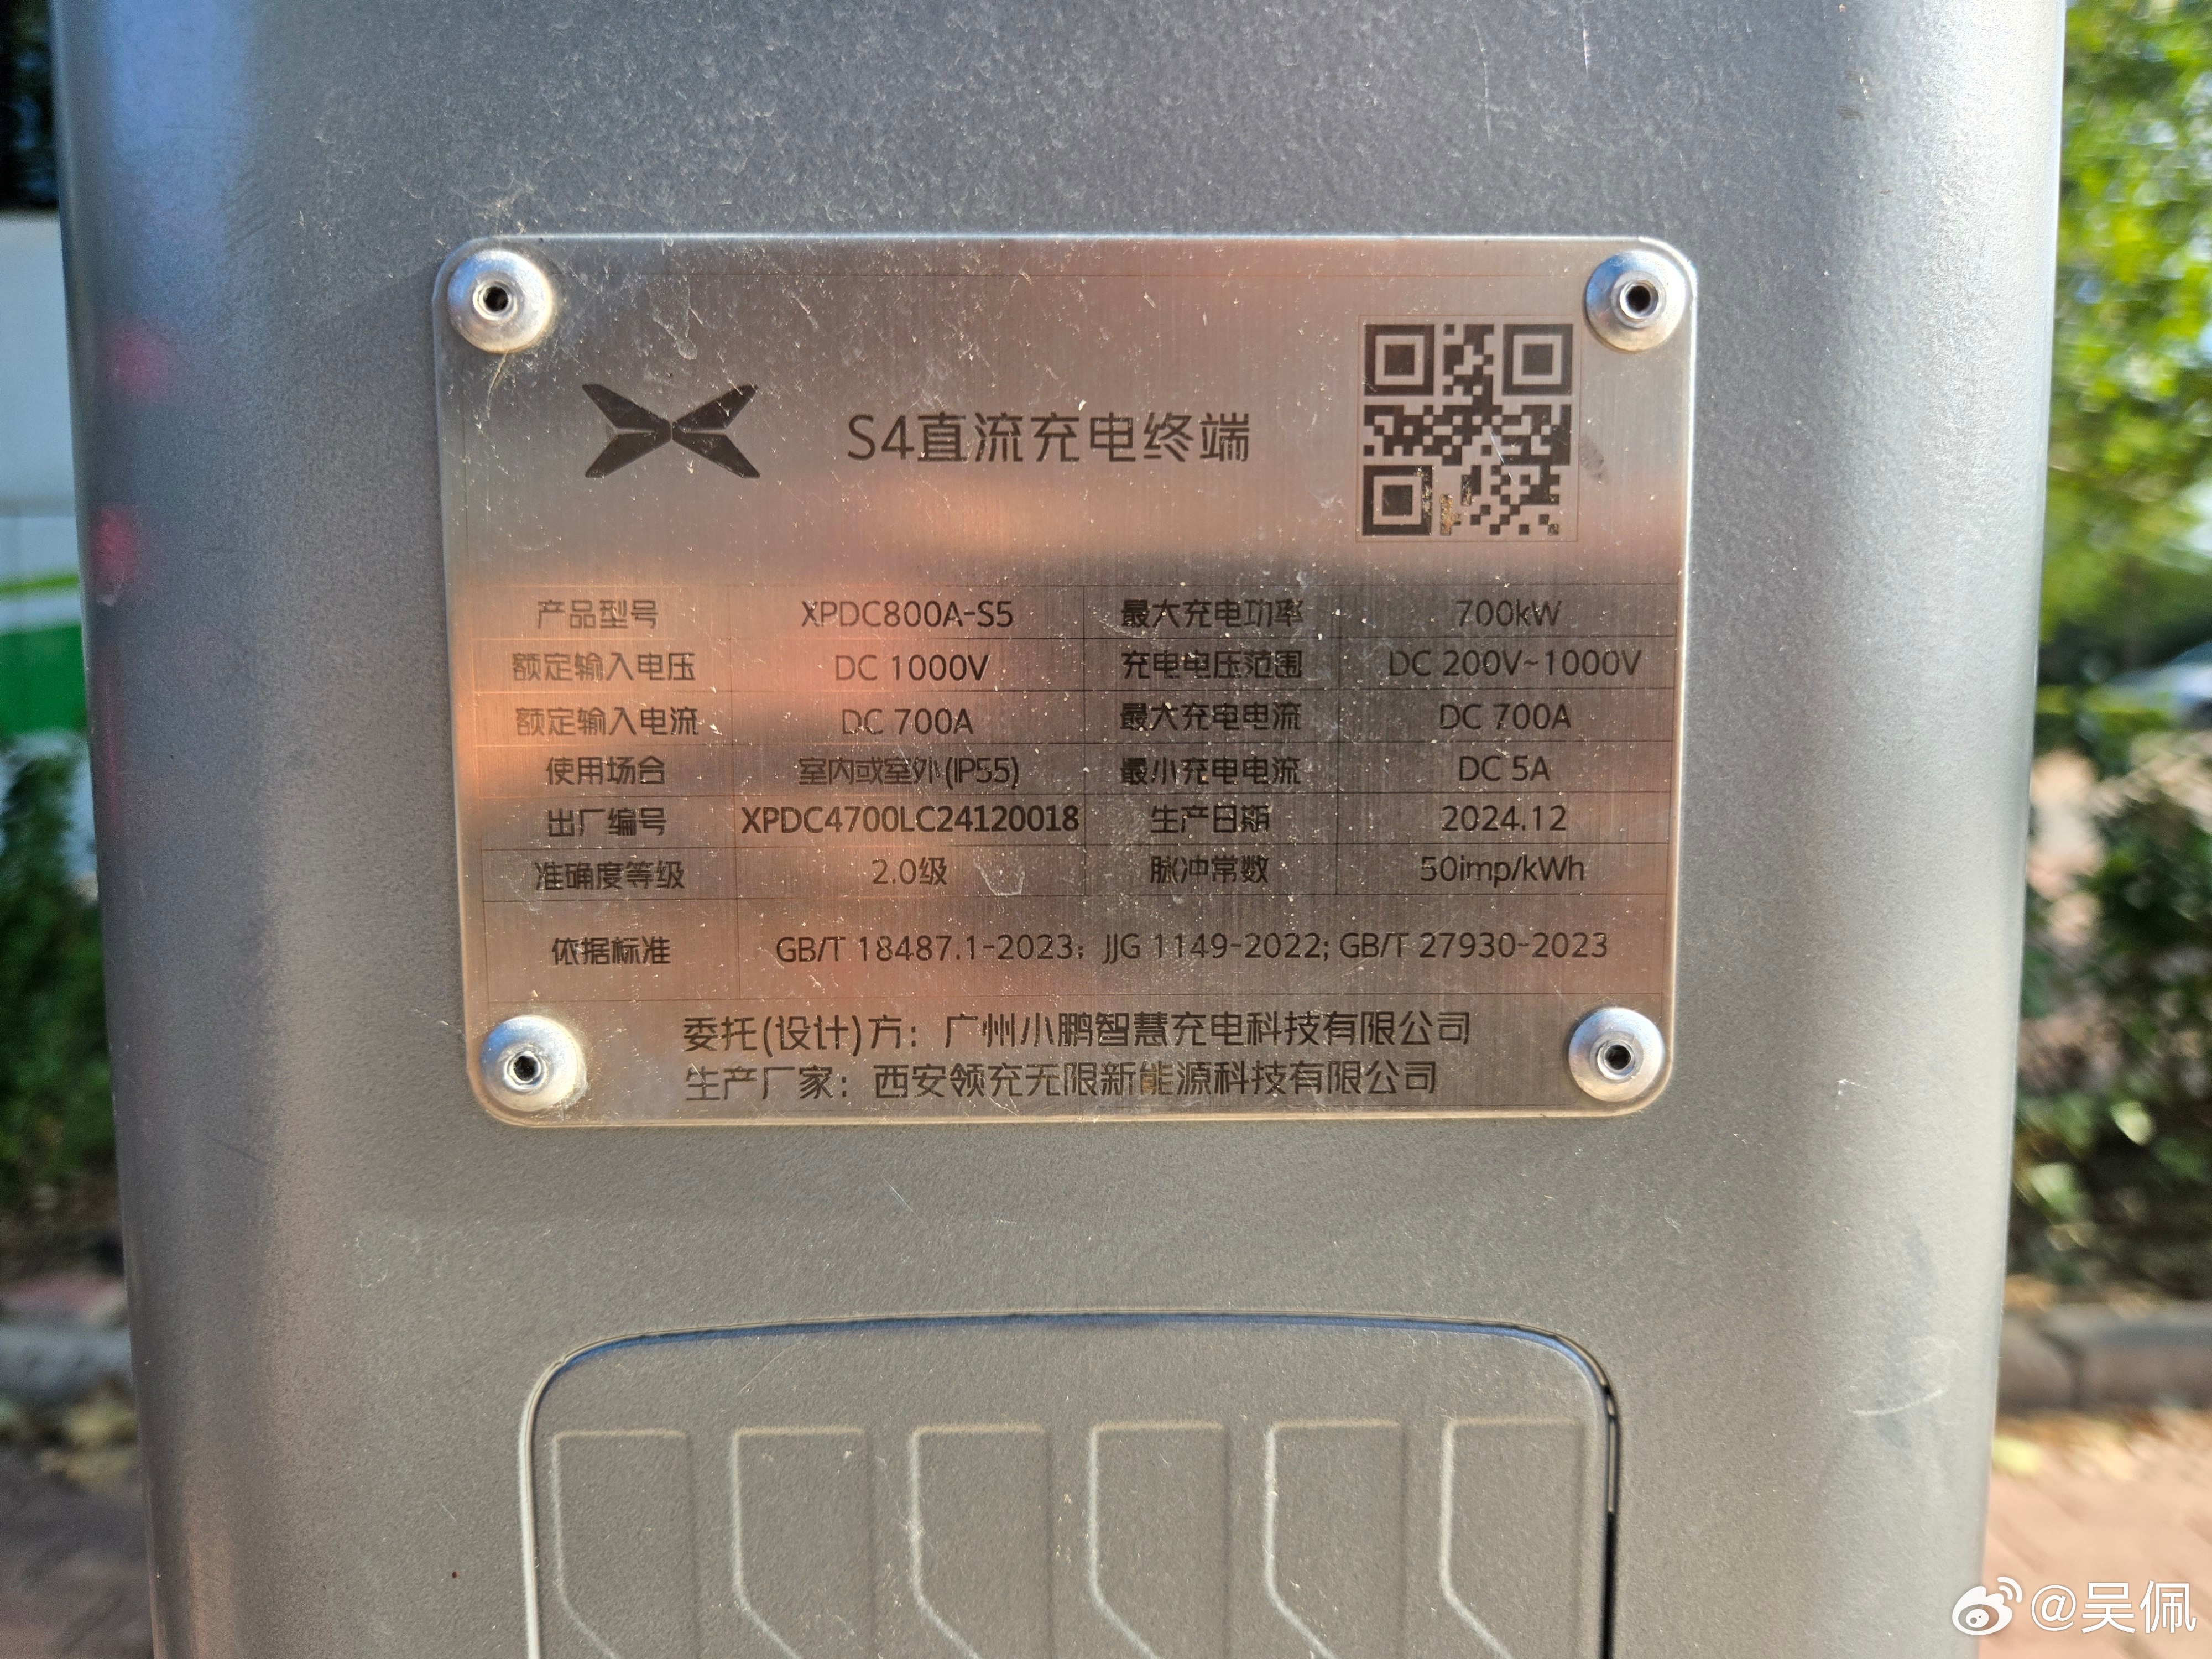 S4直流充电终端
产品型号 XPDC800A-S5 最大充电功率 700kW
额定输入电压 DC 1000V 充电电压范围 DC 200V~1000V
额定输入电流 DC 700A 最大充电电流 DC 700A
使用场合 室内或室外(IP55) 最小充电电流 DC 5A
出厂编号 XPDC4700LC24120018 生产日期 2024.12
准确度等级 2.0级 脉冲常数 50imp/kWh
依据标准 GB/T 18487.1-2023; JJG 1149-2022; GB/T 27930-2023
委托(设计)方：广州小鹏智慧充电科技有限公司
生产厂家：西安领充无限新能源科技有限公司
@吴佩